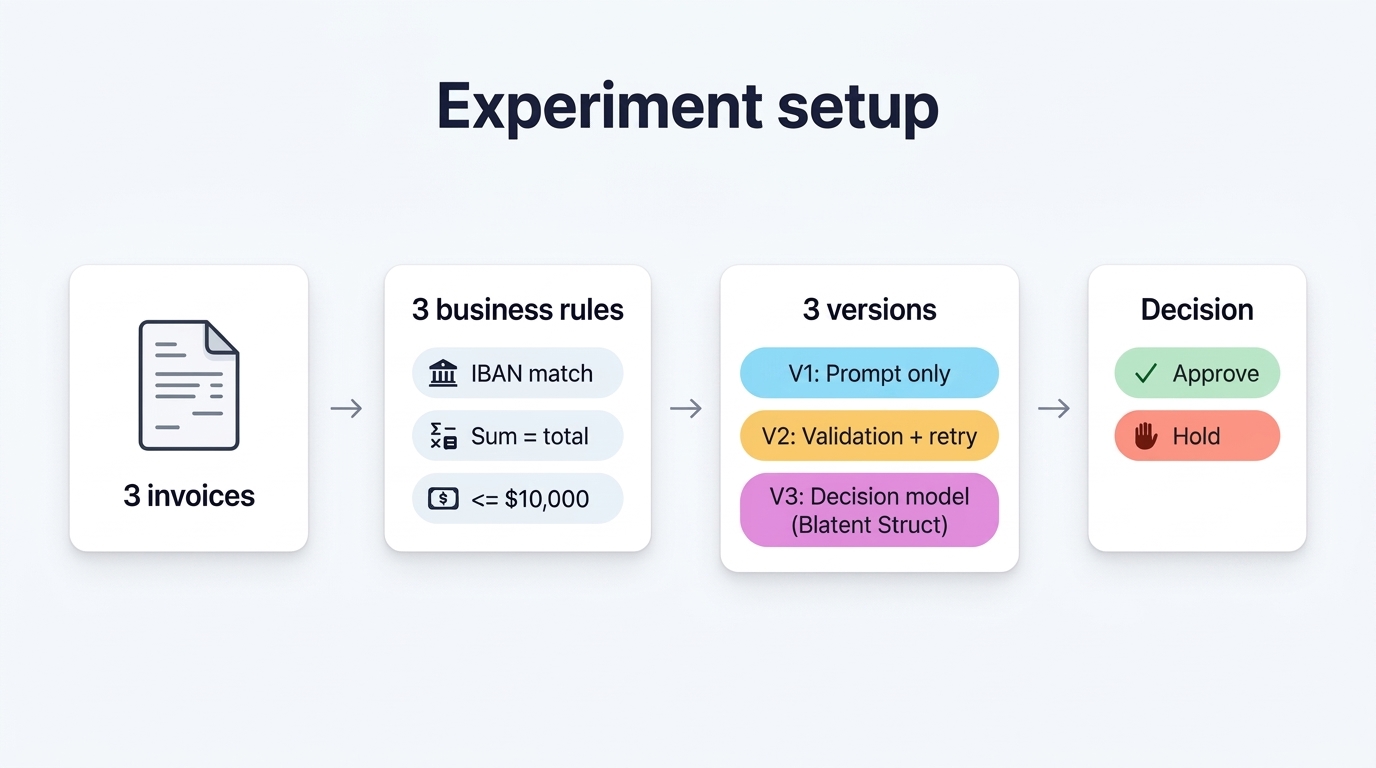 Experiment setup
3 invoices
3 business rules
IBAN match
Sum = total
<= $10,000
3 versions
V1: Prompt only
V2: Validation + retry
V3: Decision model
(Blatent Struct)
Decision
Approve
Hold